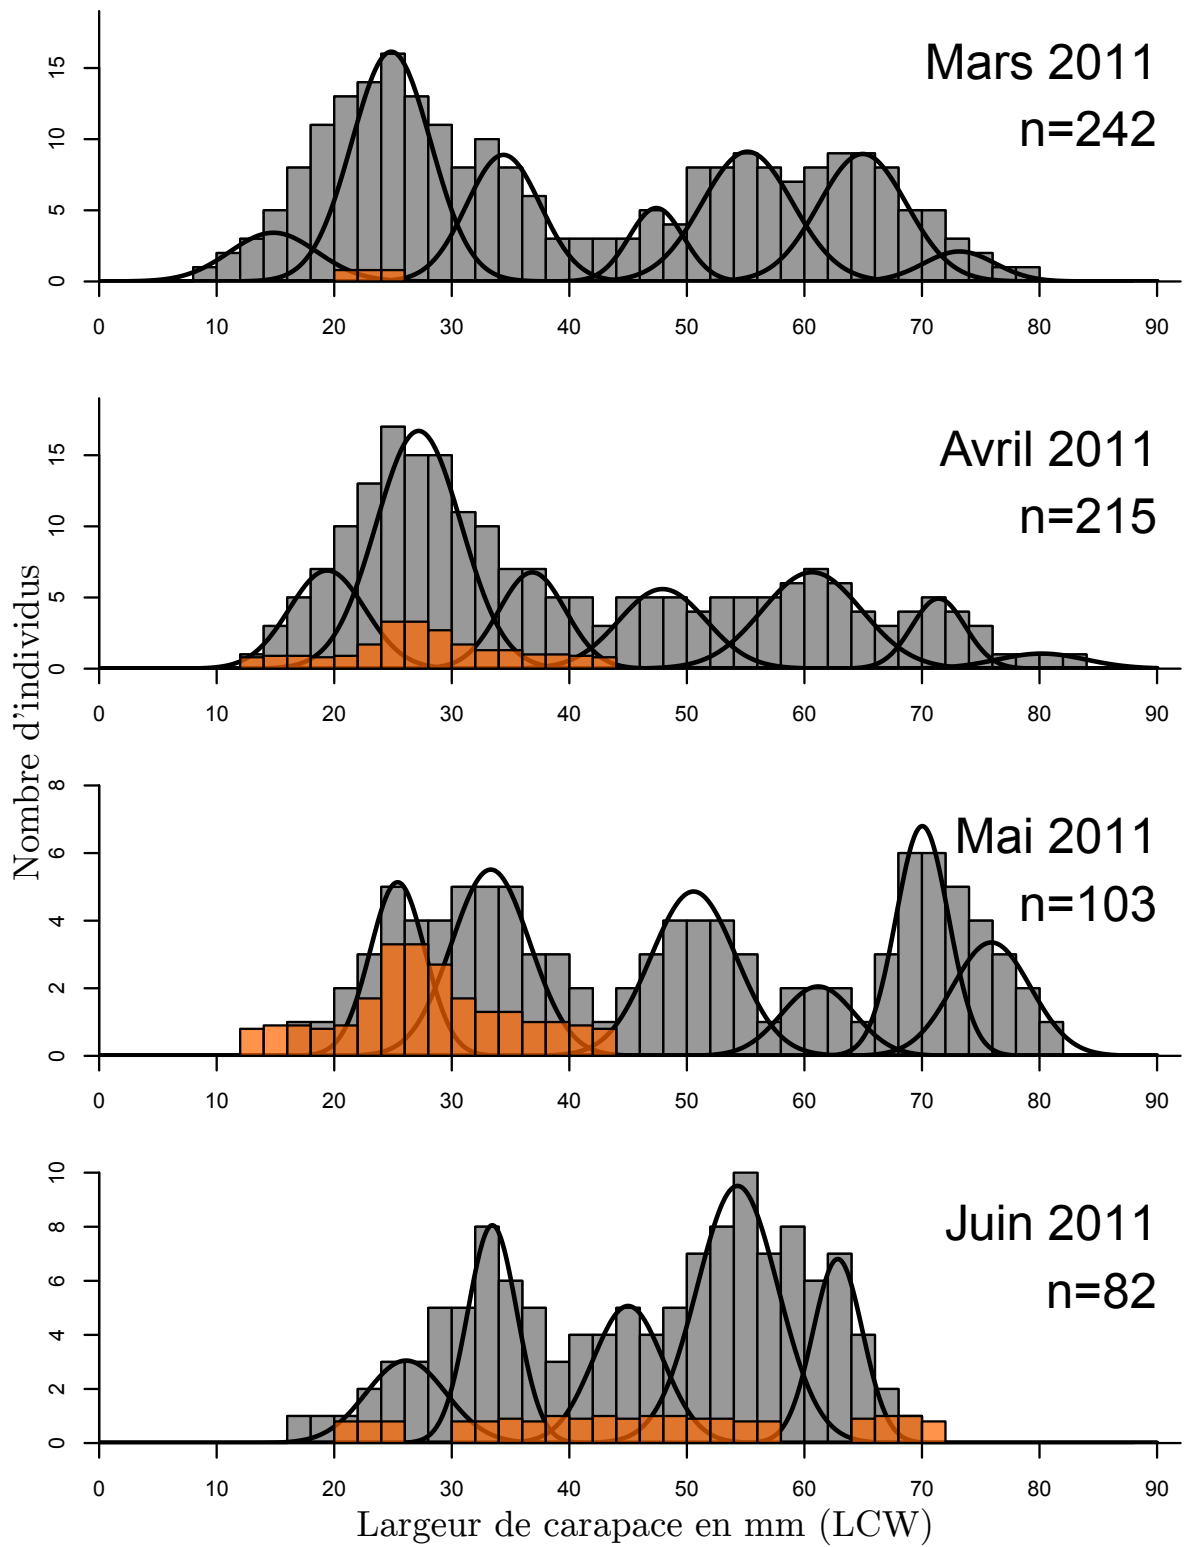 Nombre d'individus
Mars 2011
n=242
0 5 10 15
0 10 20 30 40 50 60 70 80 90
Avril 2011
n=215
0 5 10 15
0 10 20 30 40 50 60 70 80 90
Mai 2011
n=103
0 2 4 6 8
0 10 20 30 40 50 60 70 80 90
Juin 2011
n=82
0 2 4 6 8 10
0 10 20 30 40 50 60 70 80 90
Largeur de carapace en mm (LCW)